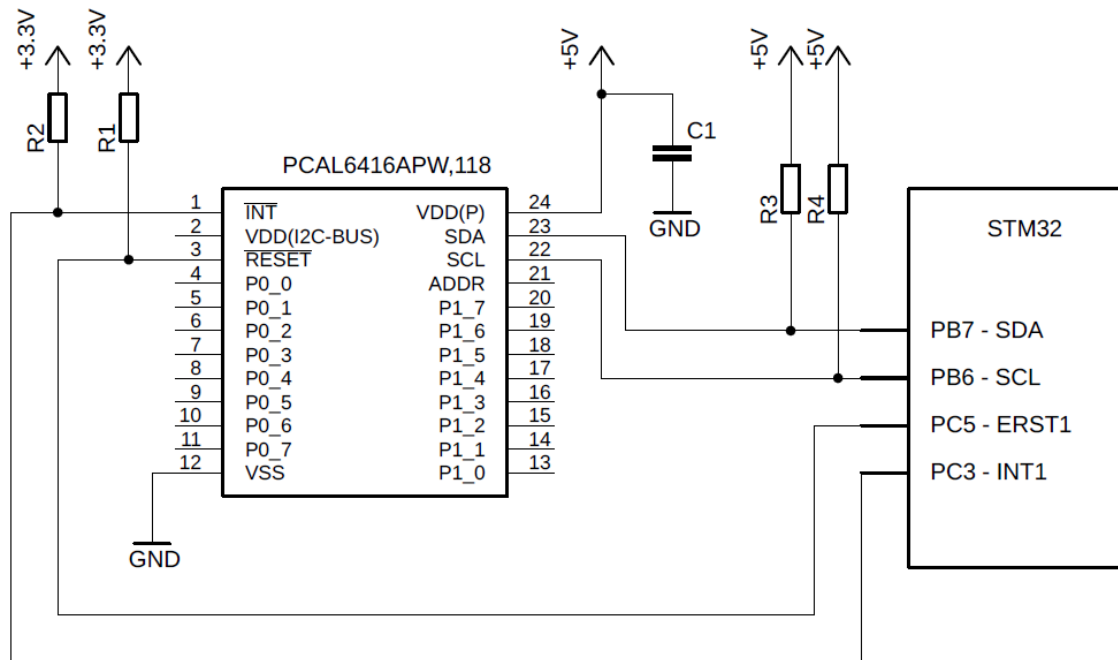 +3.3V
+3.3V
+5V
+5V
+5V
R2
R1
C1
GND
R3
R4
PCAL6416APW,118
1 INT VDD(P) 24
2 VDD(I2C-BUS) SDA 23
3 RESET SCL 22
4 P0_0 ADDR 21
5 P0_1 P1_7 20
6 P0_2 P1_6 19
7 P0_3 P1_5 18
8 P0_4 P1_4 17
9 P0_5 P1_3 16
10 P0_6 P1_2 15
11 P0_7 P1_1 14
12 VSS P1_0 13
GND
STM32
PB7 - SDA
PB6 - SCL
PC5 - ERST1
PC3 - INT1